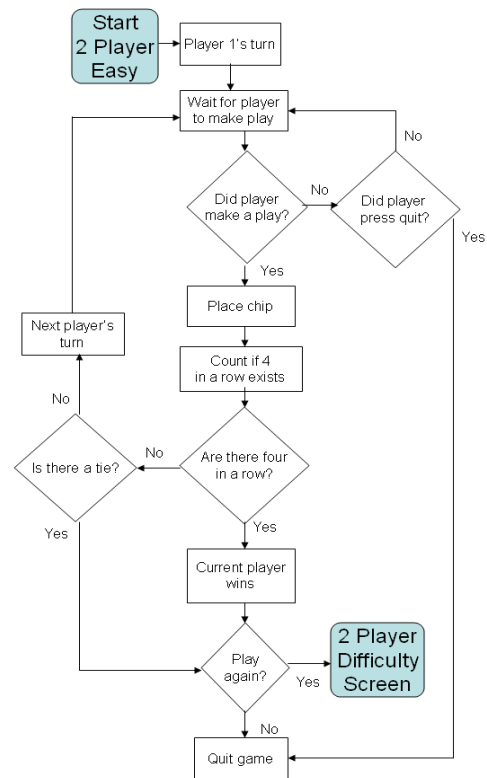 Start
2 Player
Easy
Player 1's turn
Wait for player
to make play
No
Did player
make a play?
No
Did player
press quit?
Yes
Yes
Place chip
Next player's
turn
Count if 4
in a row exists
No
Is there a tie?
No
Are there four
in a row?
Yes
Yes
Current player
wins
Play
again?
Yes
2 Player
Difficulty
Screen
No
Quit game